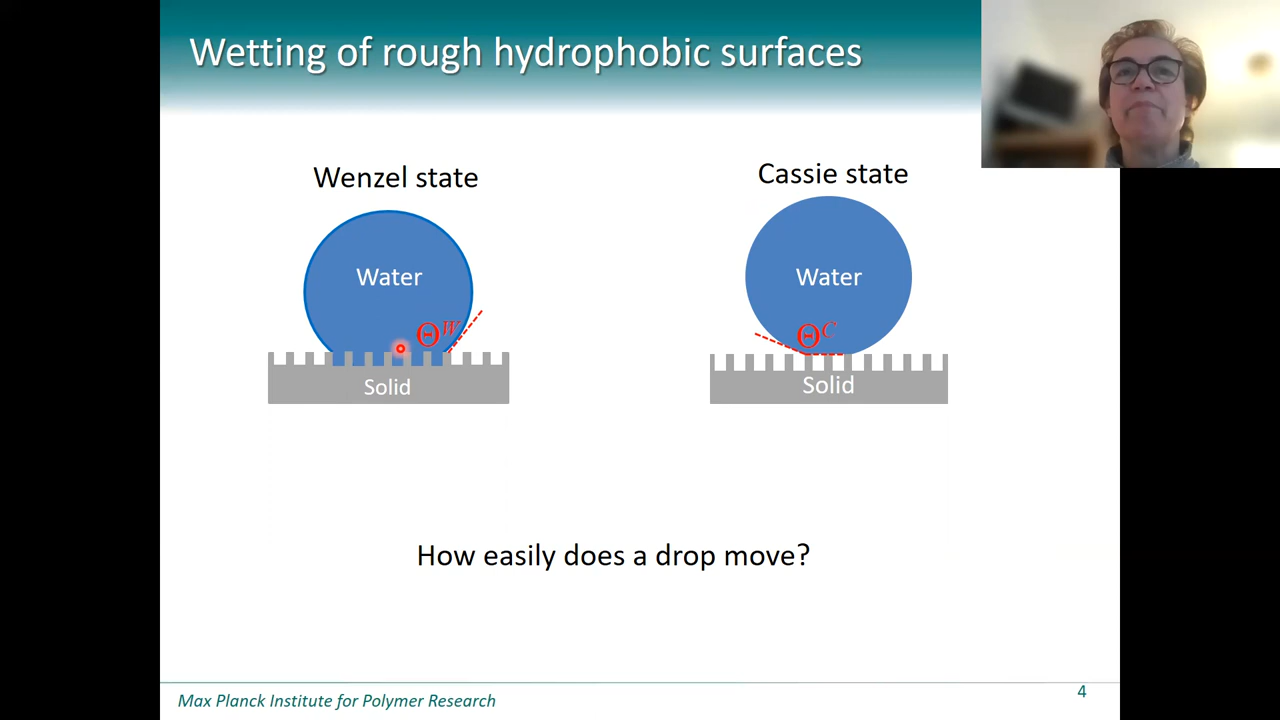 Wetting of rough hydrophobic surfaces
Wenzel state
Cassie state
Water
Water
Θ^W
Θ^C
Solid
Solid
How easily does a drop move?
Max Planck Institute for Polymer Research
4